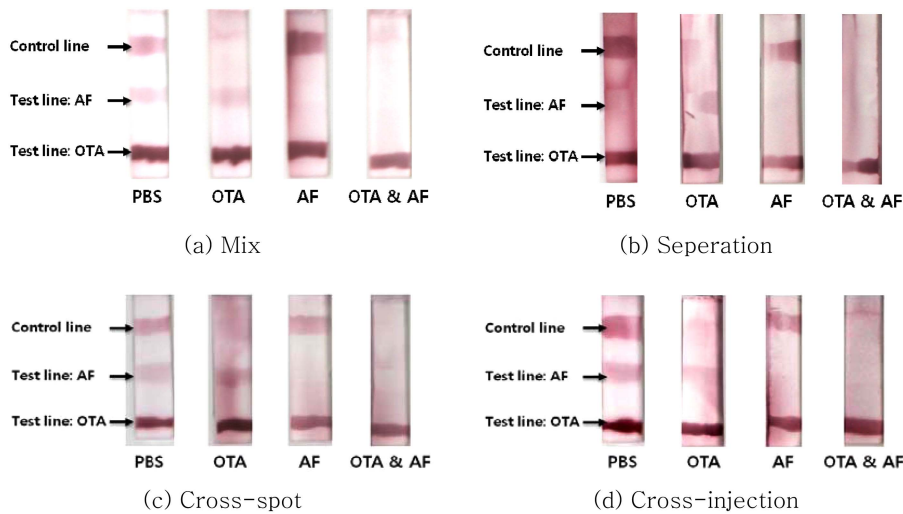 Control line
Test line: AF
Test line: OTA
PBS OTA AF OTA & AF
(a) Mix
Control line
Test line: AF
Test line: OTA
PBS OTA AF OTA & AF
(b) Seperation
Control line
Test line: AF
Test line: OTA
PBS OTA AF OTA & AF
(c) Cross-spot
Control line
Test line: AF
Test line: OTA
PBS OTA AF OTA & AF
(d) Cross-injection